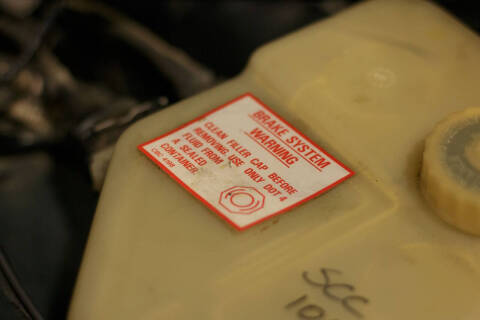 BRAKE SYSTEM
WARNING
CLEAN FILLER CAP BEFORE
REMOVING. USE ONLY DOT 4
FLUID FROM
A SEALED
CONTAINER.
SCC
10